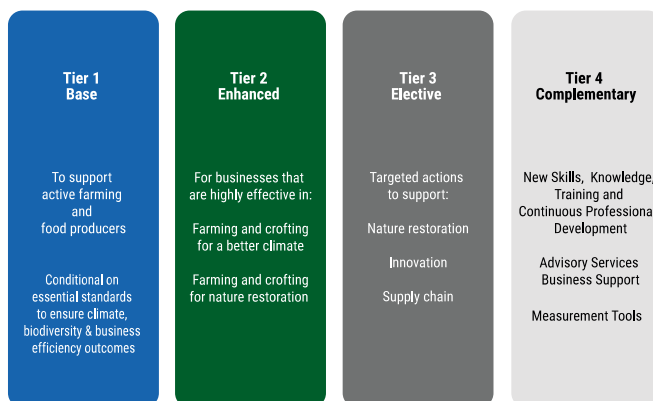 Tier 1
Base
To support
active farming
and
food producers
Conditional on
essential standards
to ensure climate,
biodiversity & business
efficiency outcomes
Tier 2
Enhanced
For businesses that
are highly effective in:
Farming and crofting
for a better climate
Farming and crofting
for nature restoration
Tier 3
Elective
Targeted actions
to support:
Nature restoration
Innovation
Supply chain
Tier 4
Complementary
New Skills, Knowledge,
Training and
Continuous Professional
Development
Advisory Services
Business Support
Measurement Tools